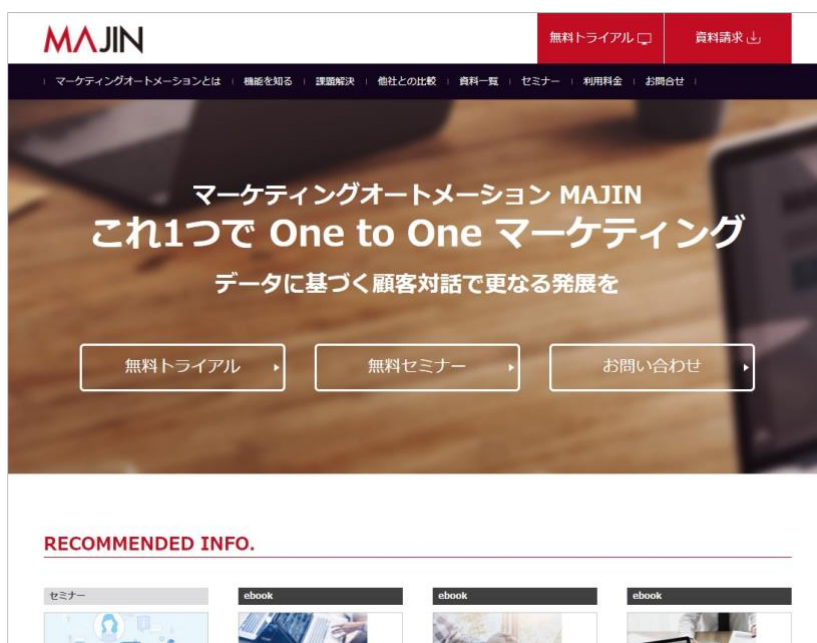 MAJIN
無料トライアル
資料請求
マーケティングオートメーションとは
機能を知る
課題解決
他社との比較
資料一覧
セミナー
利用料金
お問合せ
マーケティングオートメーション MAJIN
これ1つで One to One マーケティング
データに基づく顧客対話で更なる発展を
無料トライアル
無料セミナー
お問い合わせ
RECOMMENDED INFO.
セミナー
ebook
ebook
ebook